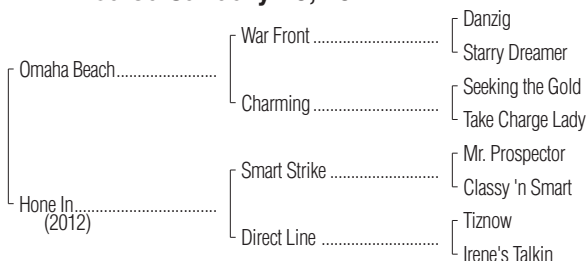 War Front
Danzig
Starry Dreamer
Omaha Beach
Charming
Seeking the Gold
Take Charge Lady
Smart Strike
Mr. Prospector
Classy 'n Smart
Hone In
(2012)
Direct Line
Tiznow
Irene's Talkin